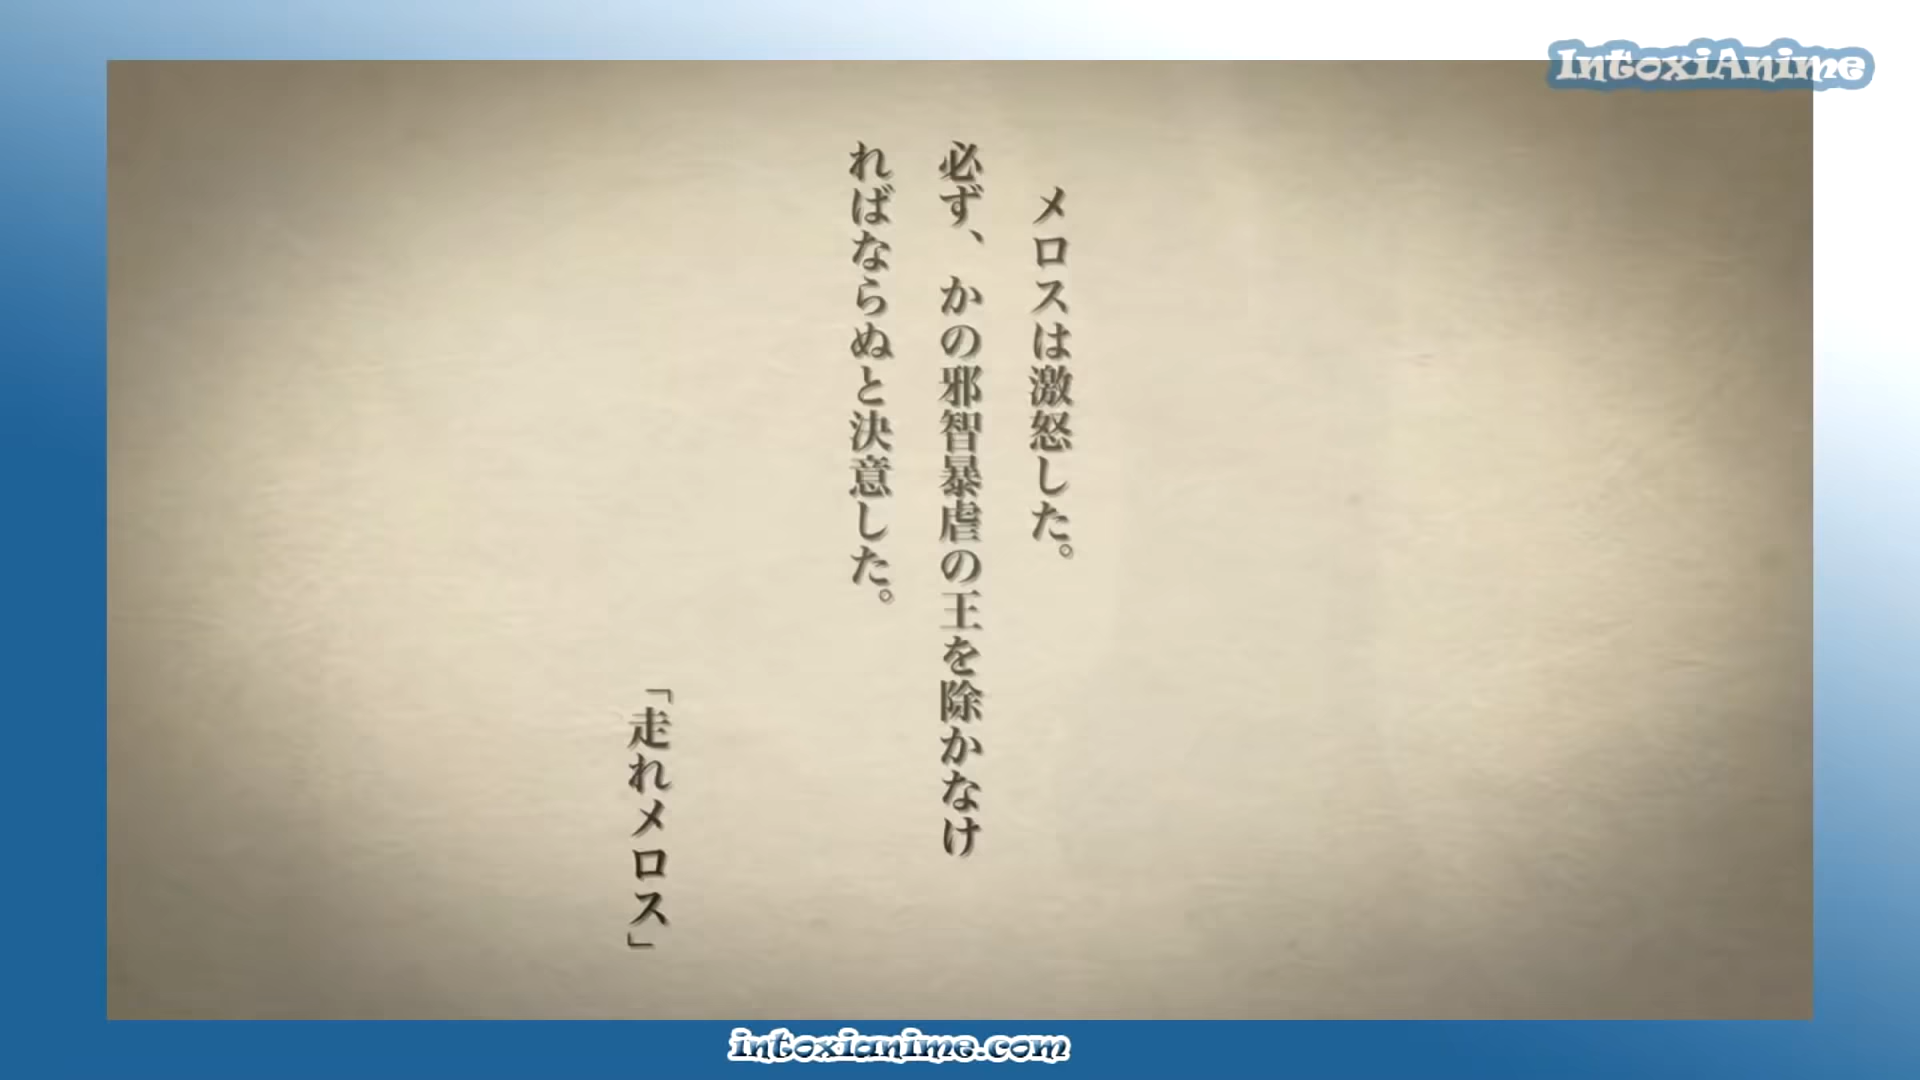 IntoxiAnime
メロスは激怒した。
必ず、かの邪智暴虐の王を除かなけ
ればならぬと決意した。
「走れメロス」
intoxianime.com